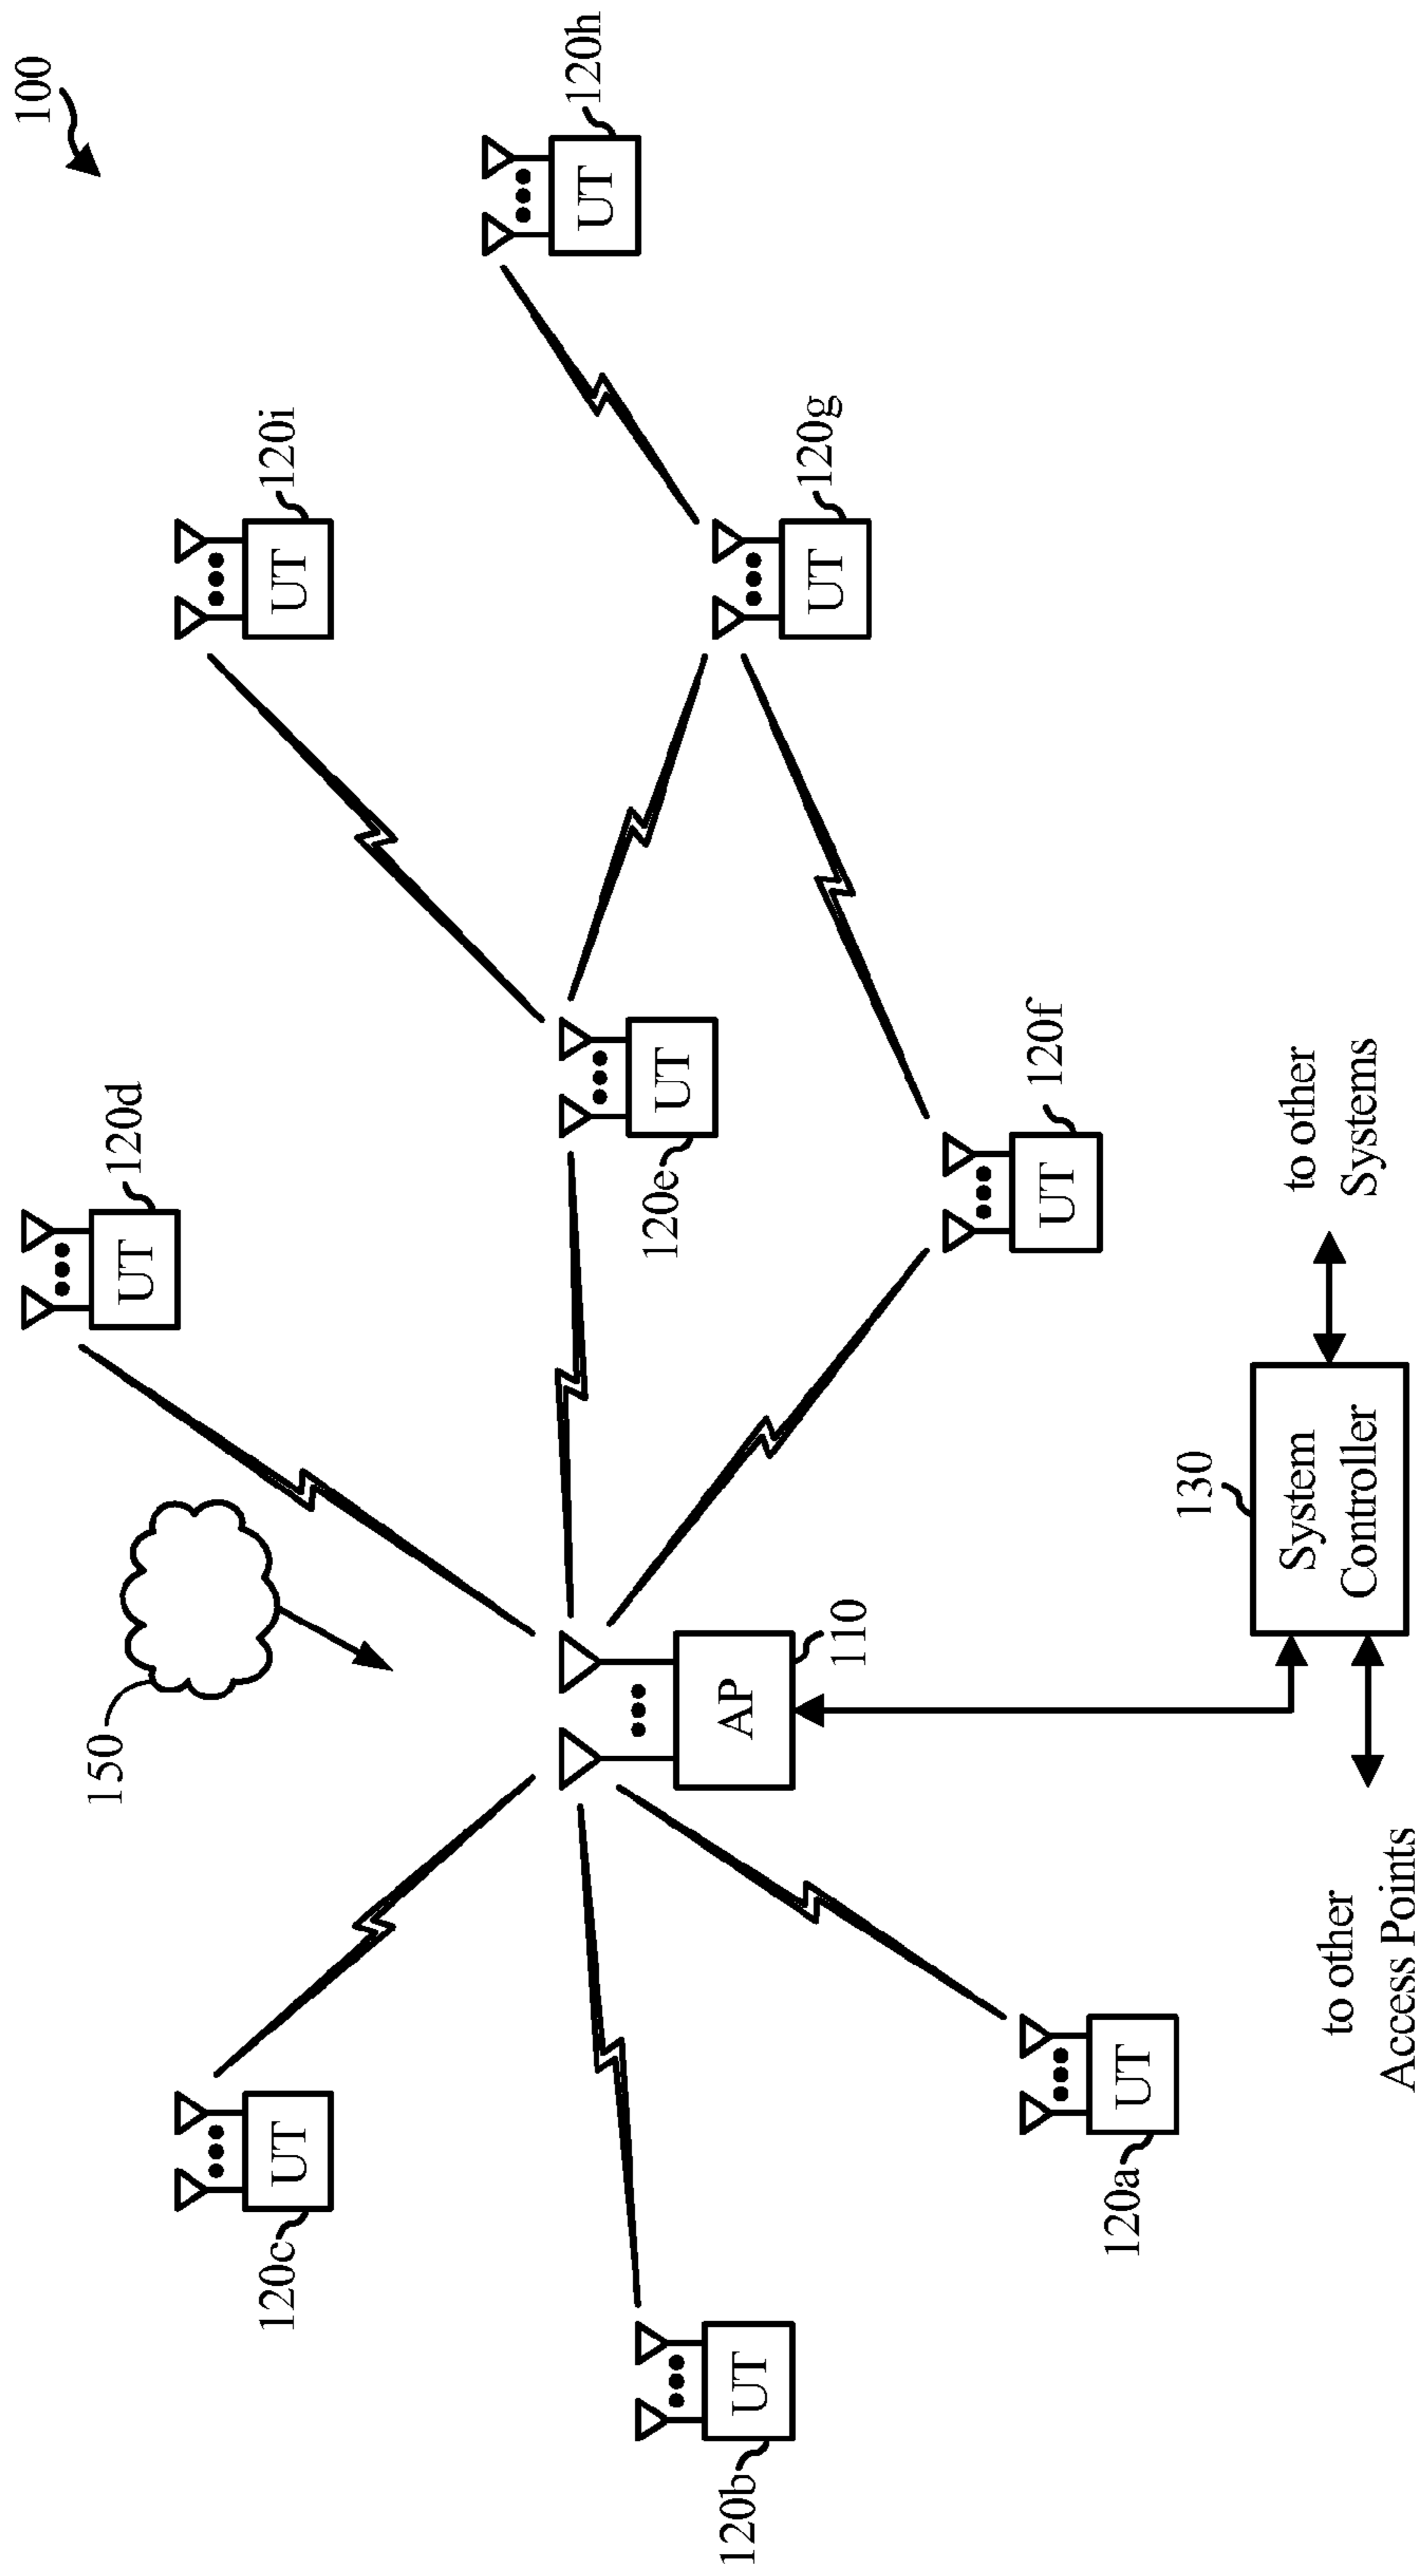 100
120d
UT
150
120i
UT
120c
UT
120h
UT
120e
UT
AP
110
120g
UT
120b
UT
120f
UT
120a
UT
130
System
Controller
to other
Systems
to other
Access Points